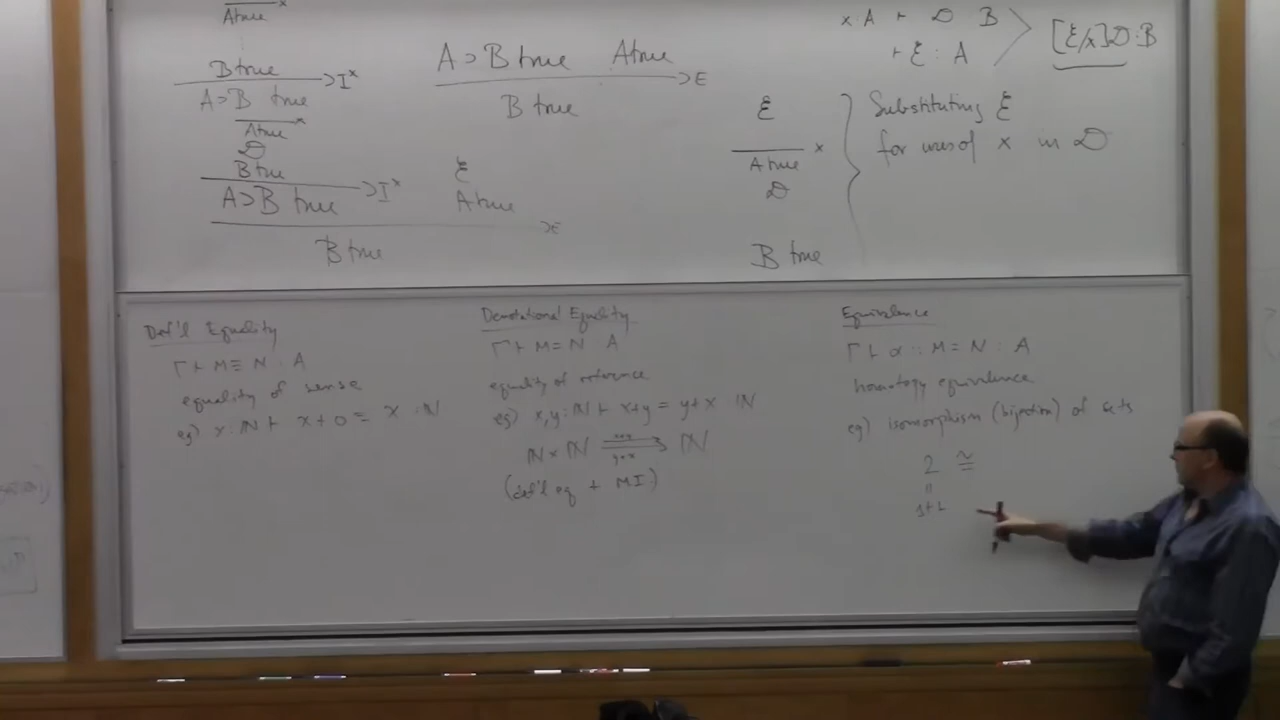 A true x
B true
⊃I^x
A⊃B true
A⊃B true A true
⊃E
B true
A true x
D
B true
⊃I^x
A⊃B true
E
A true
⊃E
B true
x:A ⊢ D B
⊢ E : A
[E/x]D:B
E
A true x
D
B true
Substituting E
for uses of x in D
Def'l Equality
Γ ⊢ M ≡ N : A
equality of sense
eg) x:ℕ ⊢ x+0 ≡ x :ℕ
Denotational Equality
Γ ⊢ M = N A
equality of reference
eg) x,y:ℕ ⊢ x+y = y+x ℕ
x+y
ℕ × ℕ ⇉ ℕ
y+x
(def'l eq + MI)
Equivalence
Γ ⊢ α :: M = N : A
homotopy equivalence
eg) isomorphism (bijection) of sets
2 ≅
=
1+1